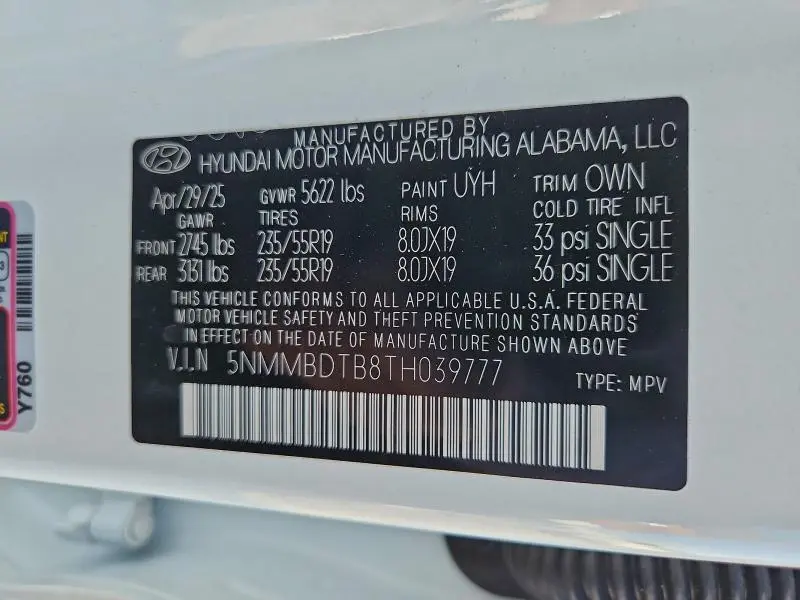 MANUFACTURED BY
HYUNDAI MOTOR MANUFACTURING ALABAMA, LLC
Apr/29/25 GVWR 5622 lbs PAINT UYH TRIM OWN
GAWR TIRES RIMS COLD TIRE INFL
FRONT 2745 lbs 235/55R19 8.0JX19 33 psi SINGLE
REAR 3131 lbs 235/55R19 8.0JX19 36 psi SINGLE
THIS VEHICLE CONFORMS TO ALL APPLICABLE U.S.A. FEDERAL
MOTOR VEHICLE SAFETY AND THEFT PREVENTION STANDARDS
IN EFFECT ON THE DATE OF MANUFACTURE SHOWN ABOVE
V.I.N 5NMMBDTB8TH039777
TYPE: MPV
Y760